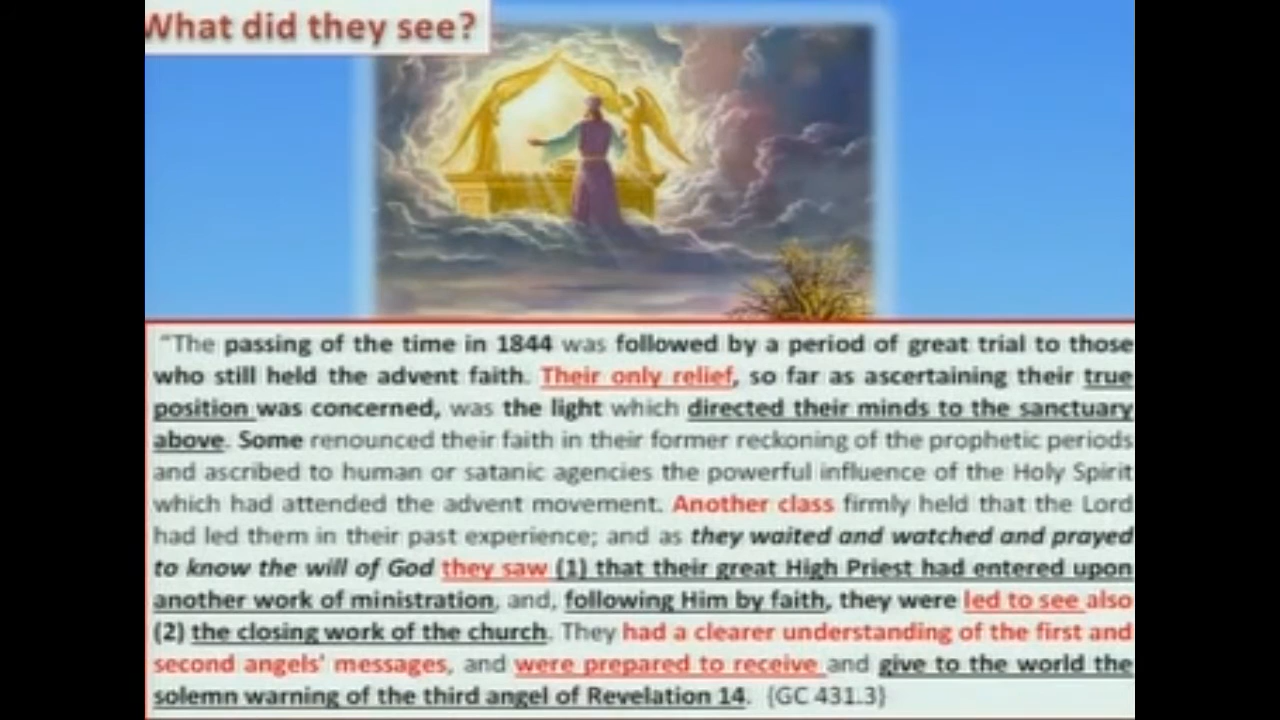 What did they see?
“The passing of the time in 1844 was followed by a period of great trial to those
who still held the advent faith. Their only relief, so far as ascertaining their true
position was concerned, was the light which directed their minds to the sanctuary
above. Some renounced their faith in their former reckoning of the prophetic periods
and ascribed to human or satanic agencies the powerful influence of the Holy Spirit
which had attended the advent movement. Another class firmly held that the Lord
had led them in their past experience; and as they waited and watched and prayed
to know the will of God they saw (1) that their great High Priest had entered upon
another work of ministration, and, following Him by faith, they were led to see also
(2) the closing work of the church. They had a clearer understanding of the first and
second angels' messages, and were prepared to receive and give to the world the
solemn warning of the third angel of Revelation 14. {GC 431.3}